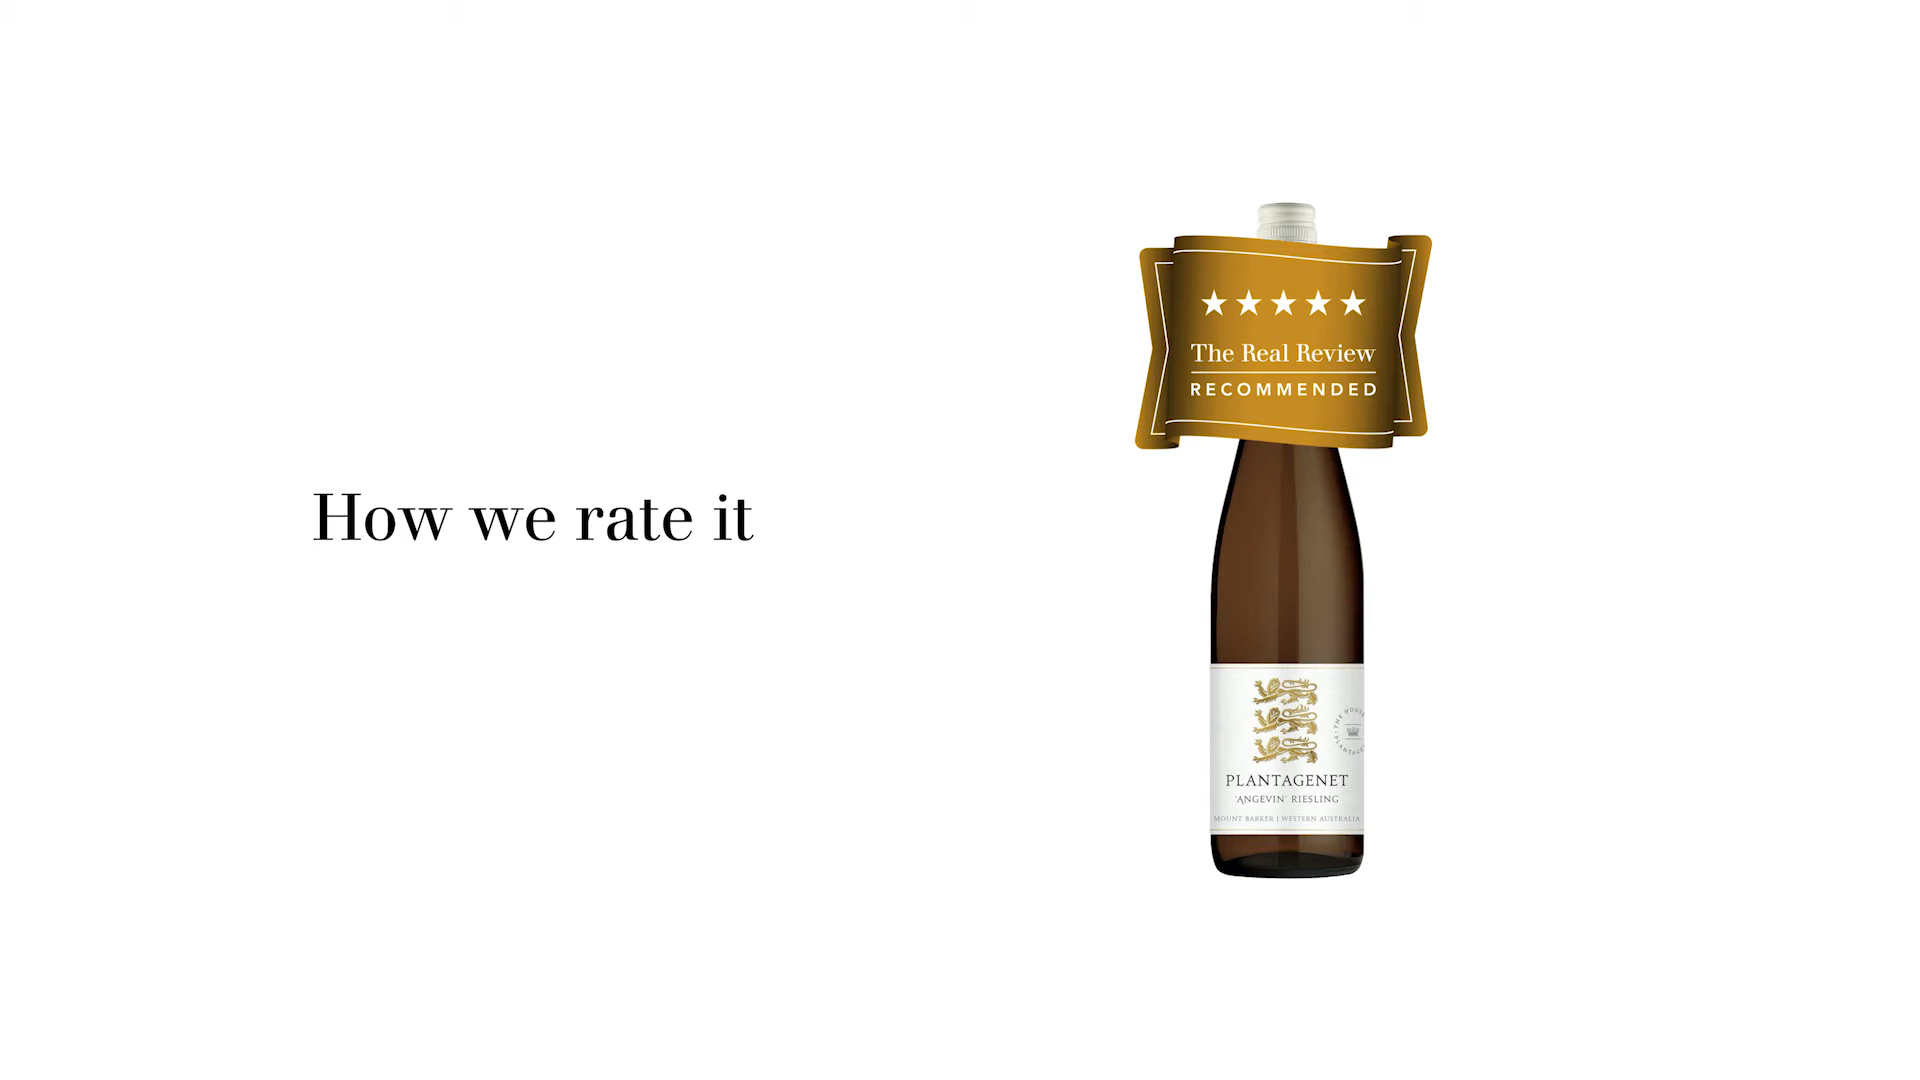 How we rate it
The Real Review
RECOMMENDED
PLANTAGENET
'ANGEVIN' RIESLING
MOUNT BARKER | WESTERN AUSTRALIA